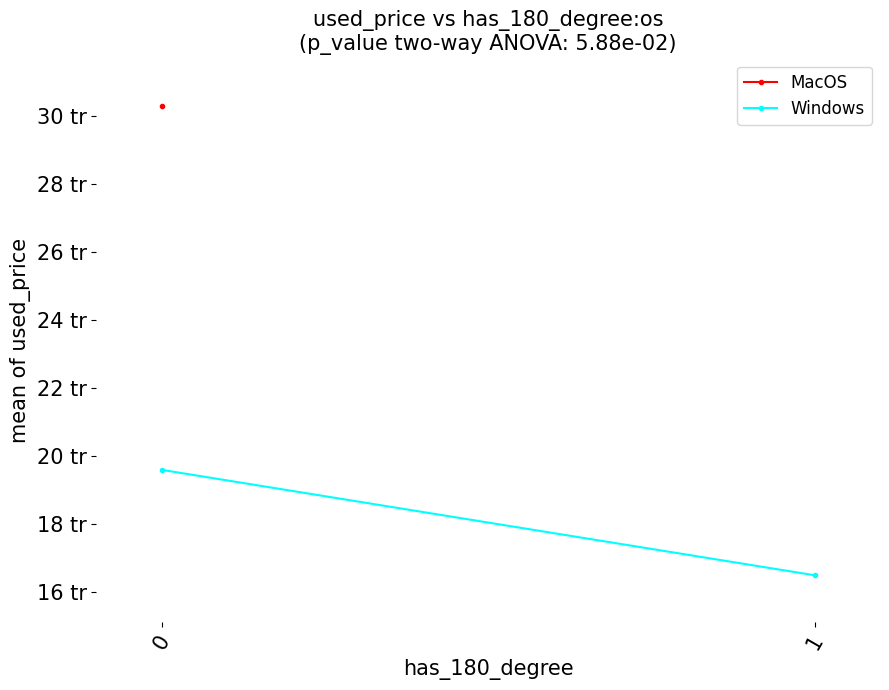 used_price vs has_180_degree:os
(p_value two-way ANOVA: 5.88e-02)
MacOS
Windows
30 tr
28 tr
26 tr
24 tr
22 tr
20 tr
18 tr
16 tr
mean of used_price
0
1
has_180_degree